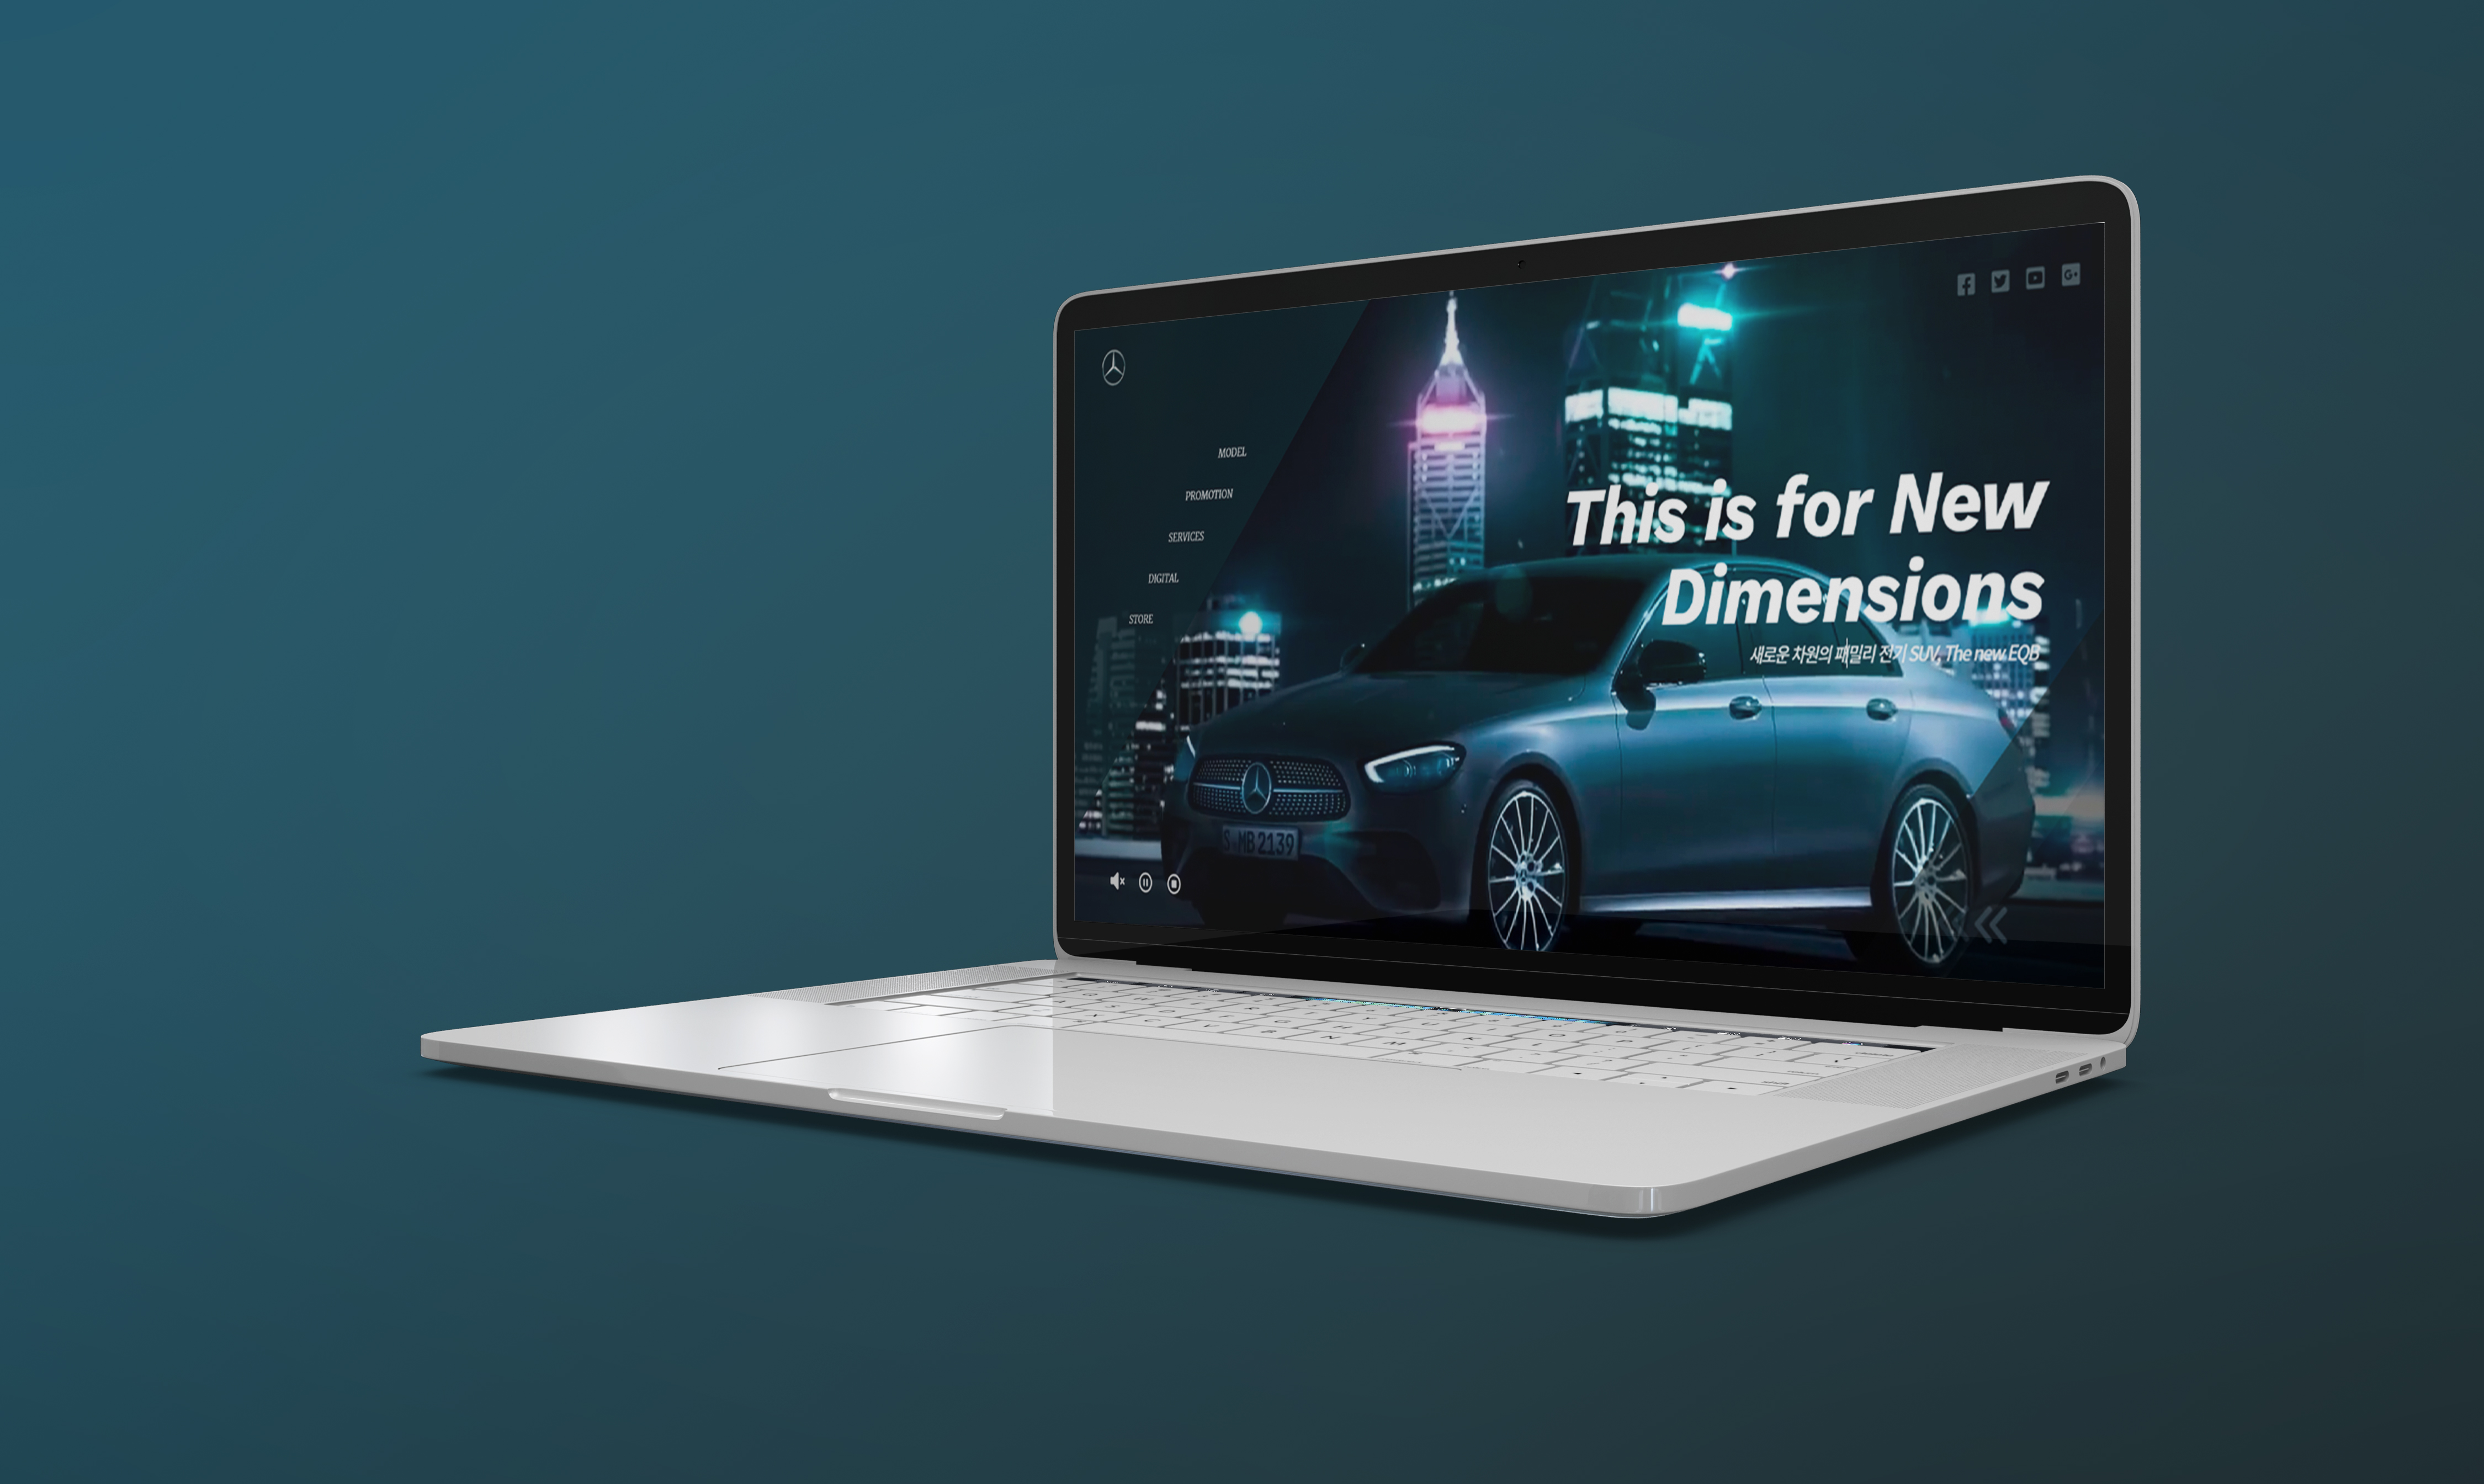 MODEL
PROMOTION
SERVICES
DIGITAL
STORE
This is for New
Dimensions
새로운 차원의 패밀리 전기 SUV, The new EQB
S MB 2139
G+